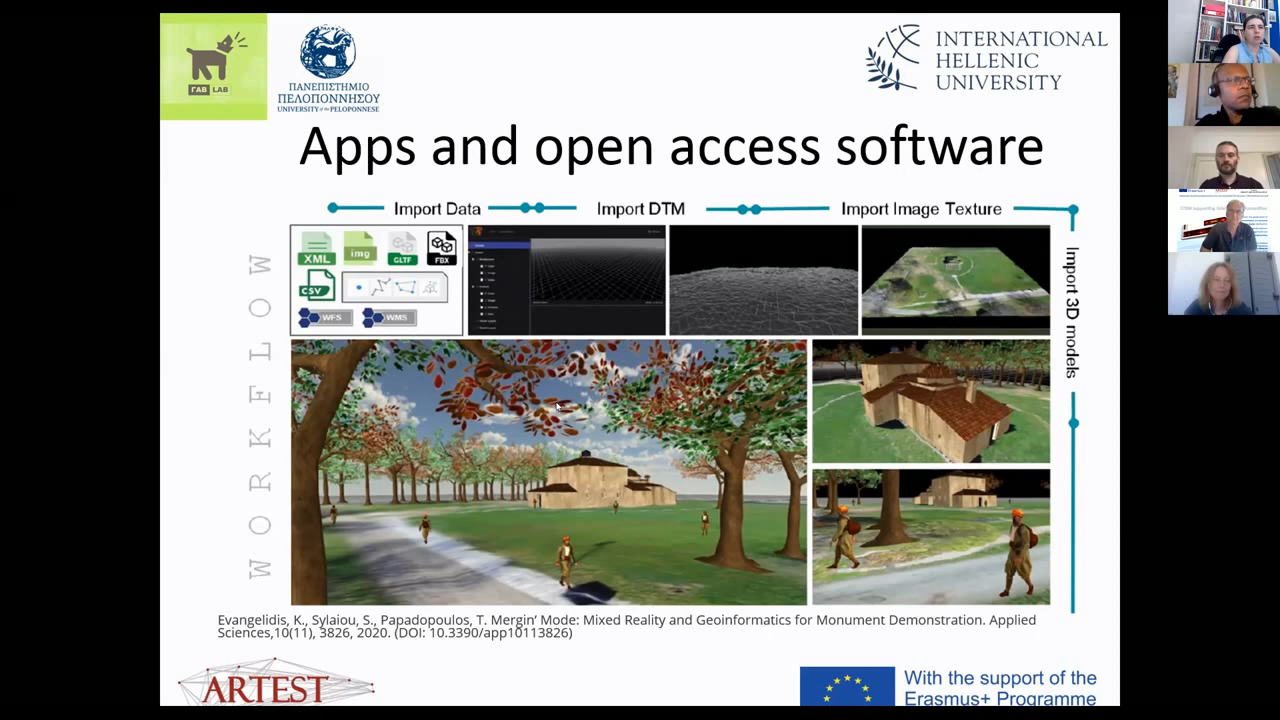 ΓΑΒ LAB
ΠΑΝΕΠΙΣΤΗΜΙΟ
ΠΕΛΟΠΟΝΝΗΣΟΥ
UNIVERSITY of the PELOPONNESE
INTERNATIONAL
HELLENIC
UNIVERSITY
Apps and open access software
Import Data
Import DTM
Import Image Texture
Import 3D models
WORKFLOW
XML
img
GLTF
FBX
CSV
WFS
WMS
Evangelidis, K., Sylaiou, S., Papadopoulos, T. Mergin' Mode: Mixed Reality and Geoinformatics for Monument Demonstration. Applied
Sciences,10(11), 3826, 2020. (DOI: 10.3390/app10113826)
ARTEST
With the support of the
Erasmus+ Programme